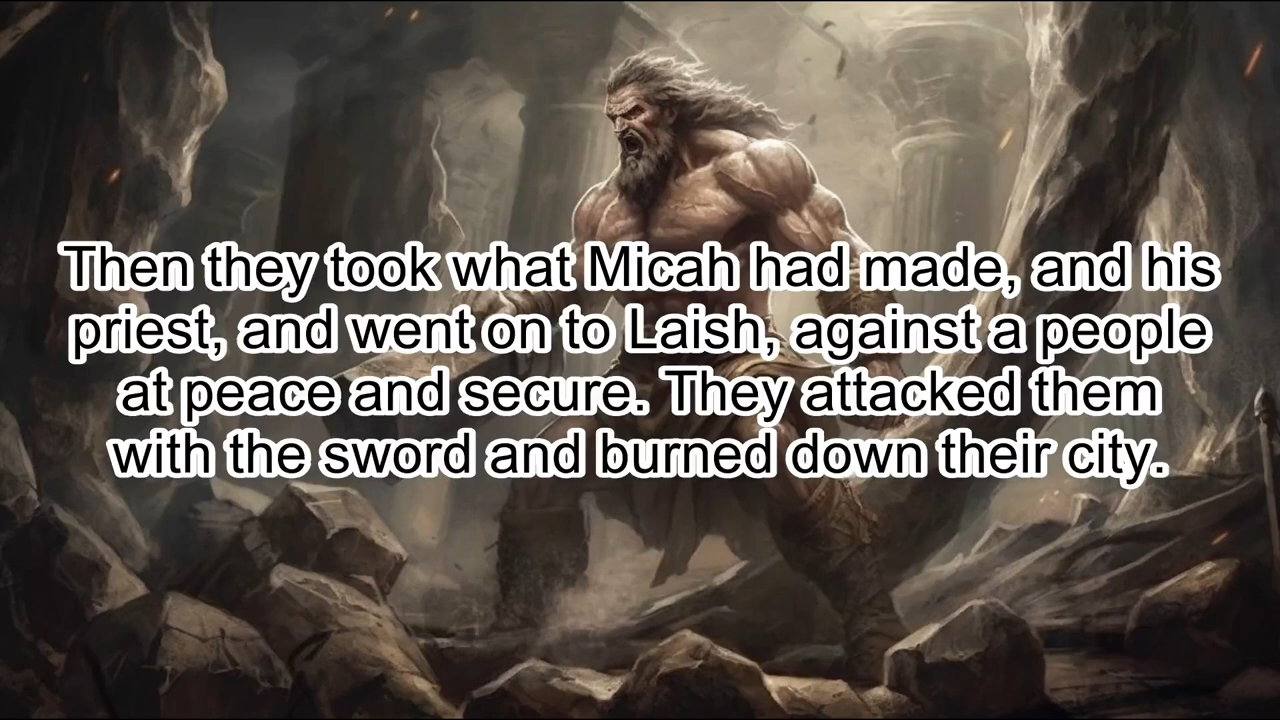 Then they took what Micah had made, and his
priest, and went on to Laish, against a people
at peace and secure. They attacked them
with the sword and burned down their city.